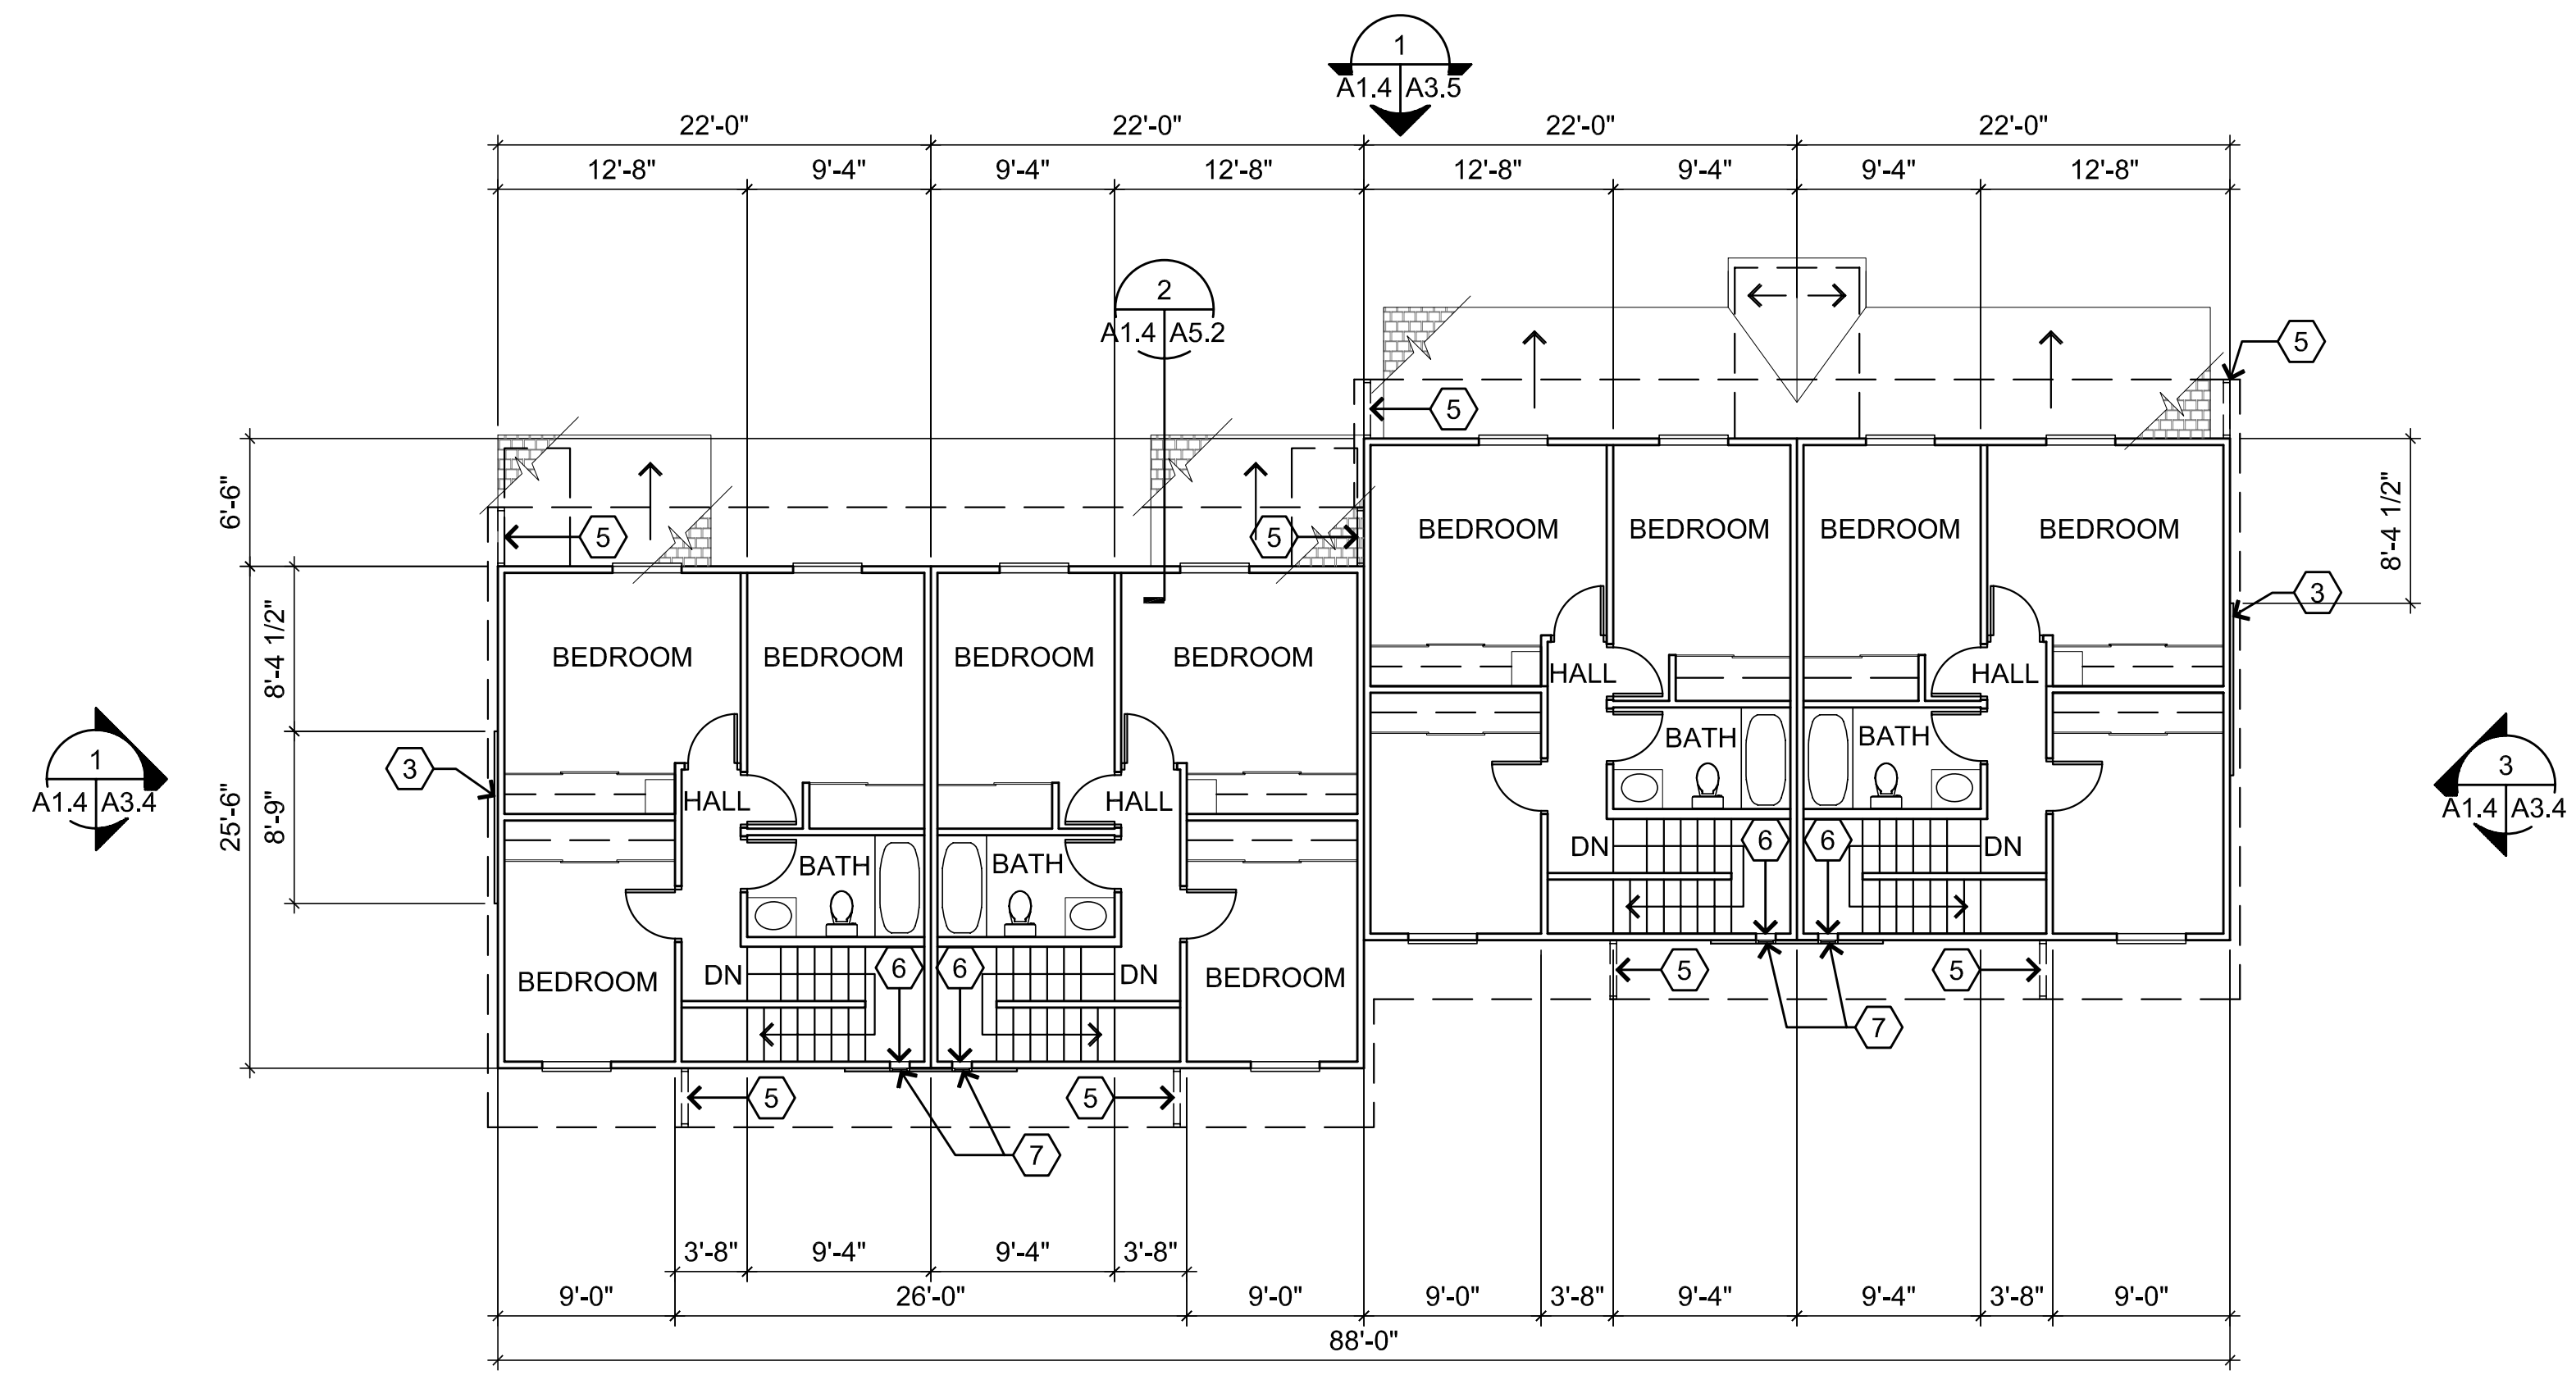 1
A1.4 A3.5
22'-0" 22'-0" 22'-0" 22'-0"
12'-8" 9'-4" 9'-4" 12'-8" 12'-8" 9'-4" 9'-4" 12'-8"
2
A1.4 A5.2
5
5
6'-6"
5 5
8'-4 1/2"
BEDROOM BEDROOM BEDROOM BEDROOM
3
8'-4 1/2"
BEDROOM BEDROOM BEDROOM BEDROOM
HALL HALL
BATH BATH
1
A1.4 A3.4
3
3
A1.4 A3.4
HALL HALL
25'-6"
8'-9"
DN 6 6 DN
BATH BATH
DN 6 6 DN
BEDROOM BEDROOM
5 5
7
5 5
7
3'-8" 9'-4" 9'-4" 3'-8"
9'-0" 26'-0" 9'-0" 9'-0" 3'-8" 9'-4" 9'-4" 3'-8" 9'-0"
88'-0"